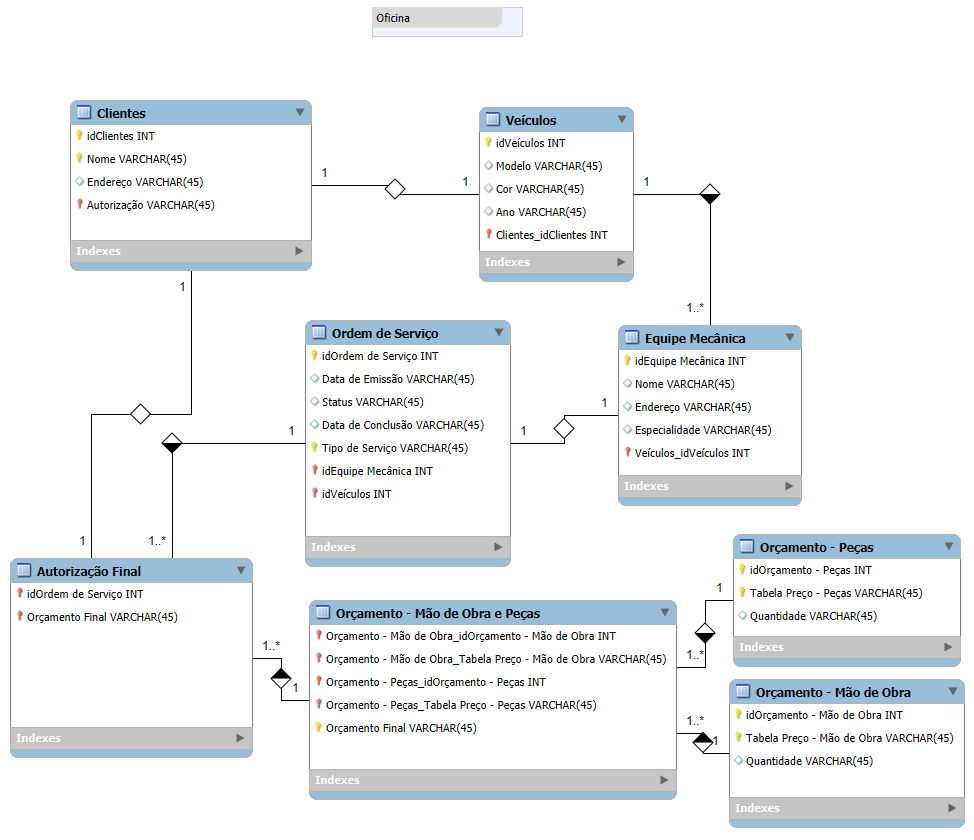 Oficina
Clientes
idClientes INT
Nome VARCHAR(45)
Endereço VARCHAR(45)
Autorização VARCHAR(45)
Indexes
1
1
Veículos
idVeículos INT
Modelo VARCHAR(45)
Cor VARCHAR(45)
Ano VARCHAR(45)
Clientes_idClientes INT
Indexes
1
1..*
1
1
1..*
Ordem de Serviço
idOrdem de Serviço INT
Data de Emissão VARCHAR(45)
Status VARCHAR(45)
Data de Conclusão VARCHAR(45)
Tipo de Serviço VARCHAR(45)
idEquipe Mecânica INT
idVeículos INT
Indexes
1
1
1
Equipe Mecânica
idEquipe Mecânica INT
Nome VARCHAR(45)
Endereço VARCHAR(45)
Especialidade VARCHAR(45)
Veículos_idVeículos INT
Indexes
Autorização Final
idOrdem de Serviço INT
Orçamento Final VARCHAR(45)
Indexes
1..*
1
Orçamento - Mão de Obra e Peças
Orçamento - Mão de Obra_idOrçamento - Mão de Obra INT
Orçamento - Mão de Obra_Tabela Preço - Mão de Obra VARCHAR(45)
Orçamento - Peças_idOrçamento - Peças INT
Orçamento - Peças_Tabela Preço - Peças VARCHAR(45)
Orçamento Final VARCHAR(45)
Indexes
1
1..*
Orçamento - Peças
idOrçamento - Peças INT
Tabela Preço - Peças VARCHAR(45)
Quantidade VARCHAR(45)
Indexes
1..*
1
Orçamento - Mão de Obra
idOrçamento - Mão de Obra INT
Tabela Preço - Mão de Obra VARCHAR(45)
Quantidade VARCHAR(45)
Indexes